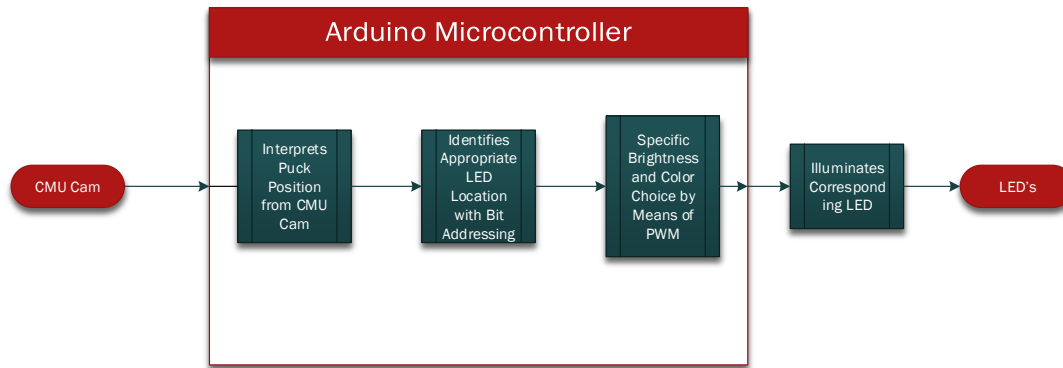 Arduino Microcontroller
CMU Cam
Interprets
Puck
Position
from CMU
Cam
Identifies
Appropriate
LED
Location
with Bit
Addressing
Specific
Brightness
and Color
Choice by
Means of
PWM
Illuminates
Correspond
ing LED
LED's